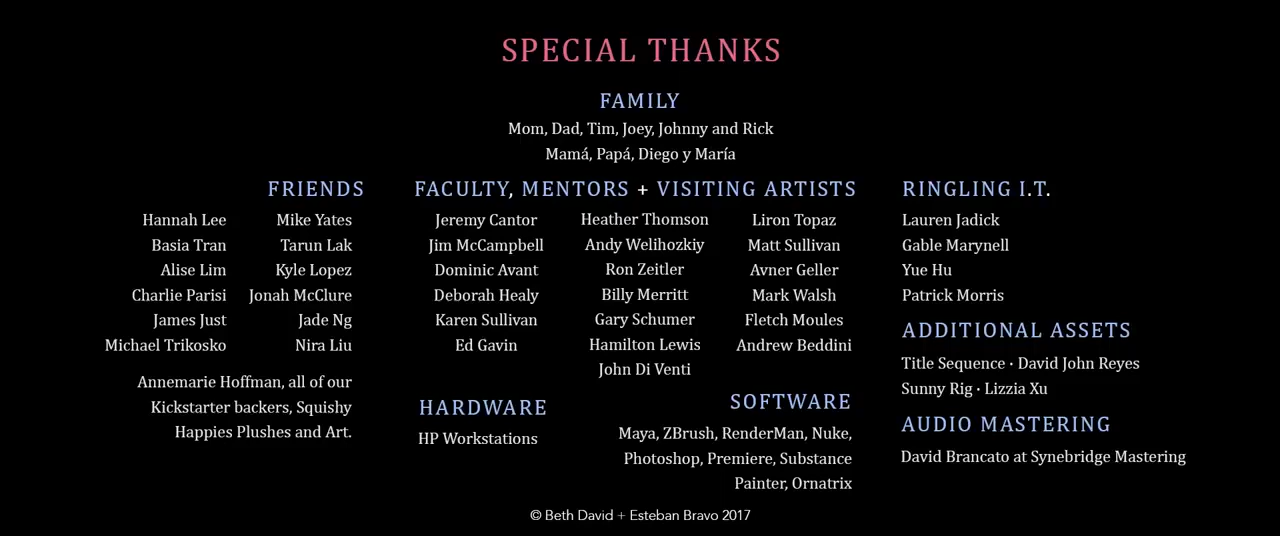 SPECIAL THANKS
FAMILY
Mom, Dad, Tim, Joey, Johnny and Rick
Mamá, Papá, Diego y María
FRIENDS
Hannah Lee
Basia Tran
Alise Lim
Charlie Parisi
James Just
Michael Trikosko
Mike Yates
Tarun Lak
Kyle Lopez
Jonah McClure
Jade Ng
Nira Liu
Annemarie Hoffman, all of our
Kickstarter backers, Squishy
Happies Plushes and Art.
FACULTY, MENTORS + VISITING ARTISTS
Jeremy Cantor
Jim McCampbell
Dominic Avant
Deborah Healy
Karen Sullivan
Ed Gavin
Heather Thomson
Andy Welihozkiy
Ron Zeitler
Billy Merritt
Gary Schumer
Hamilton Lewis
John Di Venti
Liron Topaz
Matt Sullivan
Avner Geller
Mark Walsh
Fletch Moules
Andrew Beddini
HARDWARE
HP Workstations
SOFTWARE
Maya, ZBrush, RenderMan, Nuke,
Photoshop, Premiere, Substance
Painter, Ornatrix
RINGLING I.T.
Lauren Jadick
Gable Marynell
Yue Hu
Patrick Morris
ADDITIONAL ASSETS
Title Sequence · David John Reyes
Sunny Rig · Lizzia Xu
AUDIO MASTERING
David Brancato at Synebridge Mastering
© Beth David + Esteban Bravo 2017